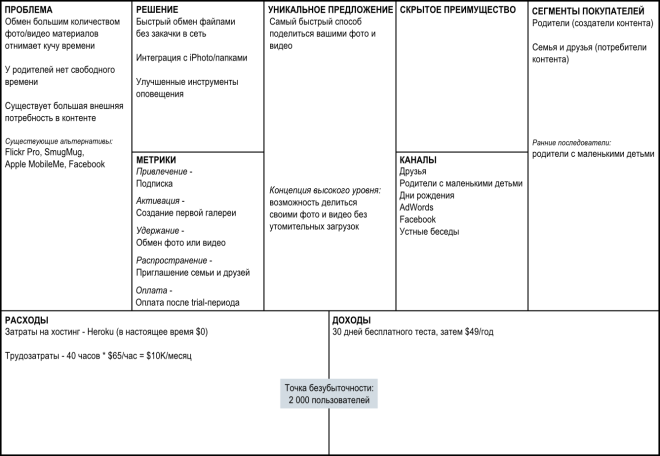 ПРОБЛЕМА
Обмен большим количеством
фото/видео материалов
отнимает кучу времени
У родителей нет свободного
времени
Существует большая внешняя
потребность в контенте
Существующие альтернативы:
Flickr Pro, SmugMug,
Apple MobileMe, Facebook
РЕШЕНИЕ
Быстрый обмен файлами
без закачки в сеть
Интеграция с iPhoto/папками
Улучшенные инструменты
оповещения
МЕТРИКИ
Привлечение -
Подписка
Активация -
Создание первой галереи
Удержание -
Обмен фото или видео
Распространение -
Приглашение семьи и друзей
Оплата -
Оплата после trial-периода
УНИКАЛЬНОЕ ПРЕДЛОЖЕНИЕ
Самый быстрый способ
поделиться вашими фото и
видео
Концепция высокого уровня:
возможность делиться
своими фото и видео без
утомительных загрузок
СКРЫТОЕ ПРЕИМУЩЕСТВО
КАНАЛЫ
Друзья
Родители с маленькими детьми
Дни рождения
AdWords
Facebook
Устные беседы
СЕГМЕНТЫ ПОКУПАТЕЛЕЙ
Родители (создатели контента)
Семья и друзья (потребители
контента)
Ранние последователи:
родители с маленькими детьми
РАСХОДЫ
Затраты на хостинг - Heroku (в настоящее время $0)
Трудозатраты - 40 часов * $65/час = $10K/месяц
ДОХОДЫ
30 дней бесплатного теста, затем $49/год
Точка безубыточности:
2 000 пользователей